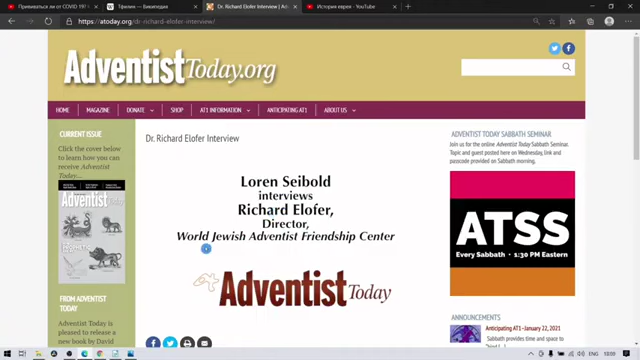 Прививаться ли от COVID 19?
Тфилин — Википедия
Dr. Richard Elofer Interview | Ad
История евреи - YouTube
https://atoday.org/dr-richard-elofer-interview/
AdventistToday.org
HOME
MAGAZINE
DONATE
SHOP
AT1 INFORMATION
ANTICIPATING AT1
ABOUT US
CURRENT ISSUE
Click the cover below
to learn how you can
receive Adventist
Today...
Adventist
FROM ADVENTIST
TODAY
Adventist Today is
pleased to release a
new book by David
Dr. Richard Elofer Interview
Loren Seibold
interviews
Richard Elofer,
Director,
World Jewish Adventist Friendship Center
Adventist Today
ADVENTIST TODAY SABBATH SEMINAR
Join us for the online Adventist Today Sabbath Seminar.
Topic and guest posted here on Wednesday, link and
passcode provided on Sabbath morning.
ATSS
Every Sabbath · 1:30 PM Eastern
ANNOUNCEMENTS
Anticipating AT1–January 22, 2021
Sabbath provides time and space to
ENG
18:09